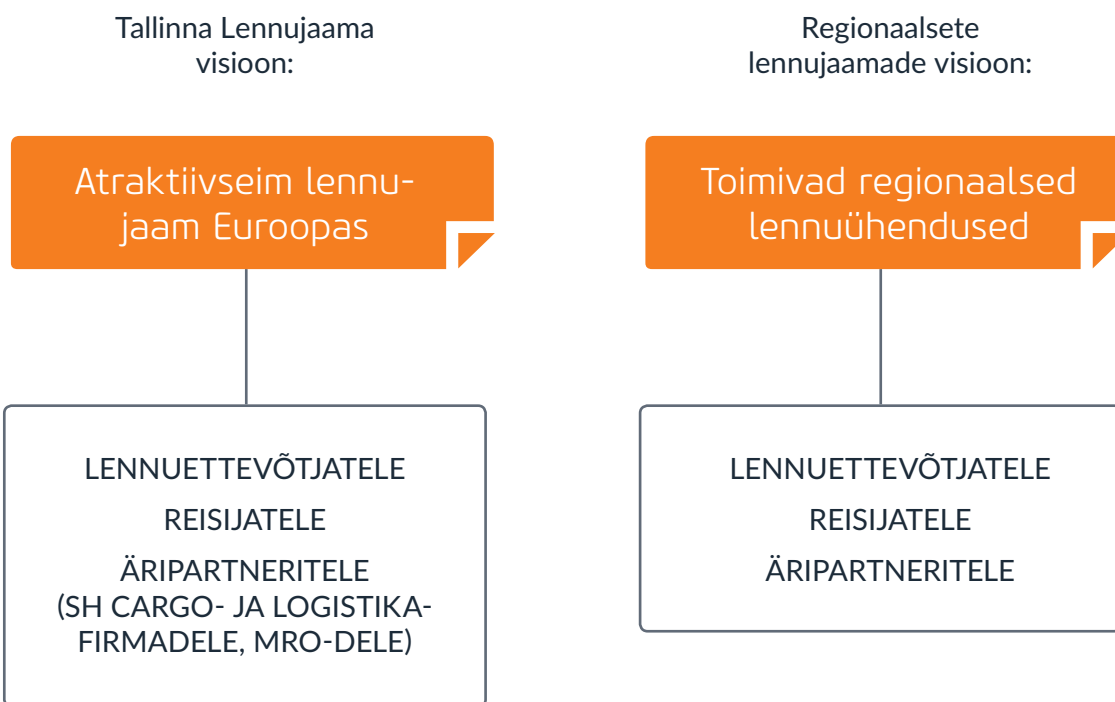 Tallinna Lennujaama
visioon:
Atraktiivseim lennu-
jaam Euroopas
LENNUETTEVÕTJATELE
REISIJATELE
ÄRIPARTNERITELE
(SH CARGO- JA LOGISTIKA-
FIRMADELE, MRO-DELE)
Regionaalsete
lennujaamade visioon:
Toimivad regionaalsed
lennuühendused
LENNUETTEVÕTJATELE
REISIJATELE
ÄRIPARTNERITELE